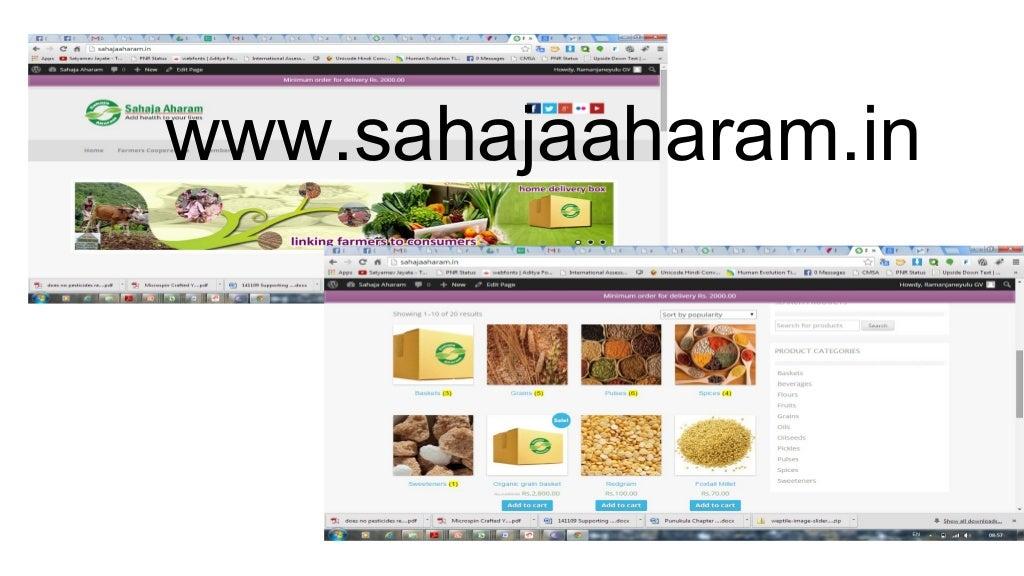 sahajaaharam.in
Apps Satyamev Jayate - T... PNR Status webfonts | Aditya Fo... International Assess... Unicode Hindi Conv... Human Evolution Ti... 0 Messages CMSA PNR Status Upside Down Text |...
Sahaja Aharam 0 + New Edit Page Howdy, Ramanjaneyulu GV
Minimum order for delivery Rs. 2000.00
Sahaja Aharam
Add health to your lives
www.sahajaaharam.in
Home Farmers Coopera
home delivery box
linking farmers to consumers
does no pesticides re....pdf Microspin Crafted Y....pdf 141109 Supporting ....docx
sahajaaharam.in
Apps Satyamev Jayate - T... PNR Status webfonts | Aditya Fo... International Assess... Unicode Hindi Conv... Human Evolution Ti... 0 Messages CMSA PNR Status Upside Down Text |...
Sahaja Aharam 0 + New Edit Page Howdy, Ramanjaneyulu GV
Minimum order for delivery Rs. 2000.00
Showing 1–10 of 20 results Sort by popularity
Search for products Search
PRODUCT CATEGORIES
Baskets
Beverages
Flours
Fruits
Grains
Oils
Oilseeds
Pickles
Pulses
Spices
Sweeteners
Baskets (3) Grains (5) Pulses (6) Spices (4)
Sale!
Sweeteners (1) Organic grain basket Redgram Foxtail Millet
Rs.2,800.00 Rs.100.00 Rs.70.00
Add to cart Add to cart Add to cart
does no pesticides re....pdf Microspin Crafted Y....pdf 141109 Supporting ....docx Punukula Chapter ....docx weptile-image-slider....zip Show all downloads...
EN 08:57